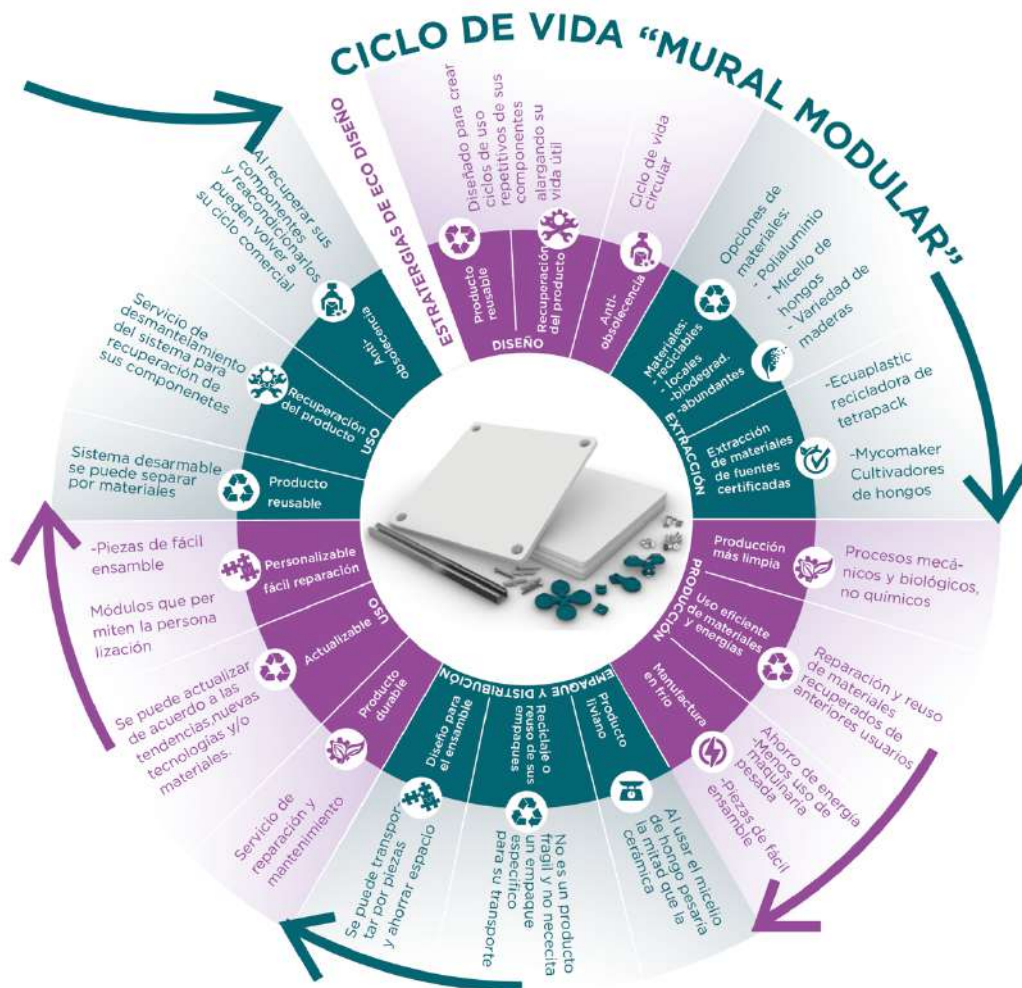 CICLO DE VIDA “MURAL MODULAR”
ESTRATERGIAS DE ECO DISEÑO
DISEÑO
Producto
reusable
Recuperación
del producto
Diseñado para crear
ciclos de uso
repetitivos de sus
componentes
alargando su
vida útil
Anti-
obsolecencia
Ciclo de vida
circular
EXTRACCIÓN
Materiales:
- reciclables
- locales
-biodegrad.
-abundantes
Opciones de
materiales:
- Polialuminio
- Micelio de
hongos
- Variedad de
maderas
Extracción
de materiales
de fuentes
certificadas
-Ecuaplastic
recicladora de
tetrapack
-Mycomaker
Cultivadores
de hongos
PRODUCCIÓN
Producción
más limpia
Procesos mecá-
nicos y biológicos,
no químicos
Uso eficiente
de materiales
y energías
Reparación y reuso
de materiales
recuperados de
anteriores usuarios
Manufactura
en frío
Ahorro de energía
-Menos uso de
maquinaria
pesada
-Piezas de fácil
ensamble
EMPAQUE Y DISTRIBUCIÓN
Producto
liviano
Al usar el micelio
de hongo pesaría
la mitad que la
cerámica
Reciclaje o
reuso de sus
empaques
No es un producto
frágil y no nececita
un empaque
específico
para su transporte
Diseño para
el ensamble
Se puede transpor-
tar por piezas
y ahorrar espacio
USO
Producto
durable
Servicio de
reparación y
mantenimiento
Actualizable
Se puede actualizar
de acuerdo a las
tendencias,nuevas
tecnologías y/o
materiales.
Personalizable
fácil reparación
-Piezas de fácil
ensamble
Módulos que per
miten la persona
lización
USO
Producto
reusable
Sistema desarmable
se puede separar
por materiales
Recuperación
del producto
Servicio de
desmantelamiento
del sistema para
recuperación de
sus componenetes
Anti-
obsolecencia
Al recuperar sus
componentes
y reacondicionarlos
pueden volver a
su ciclo comercial